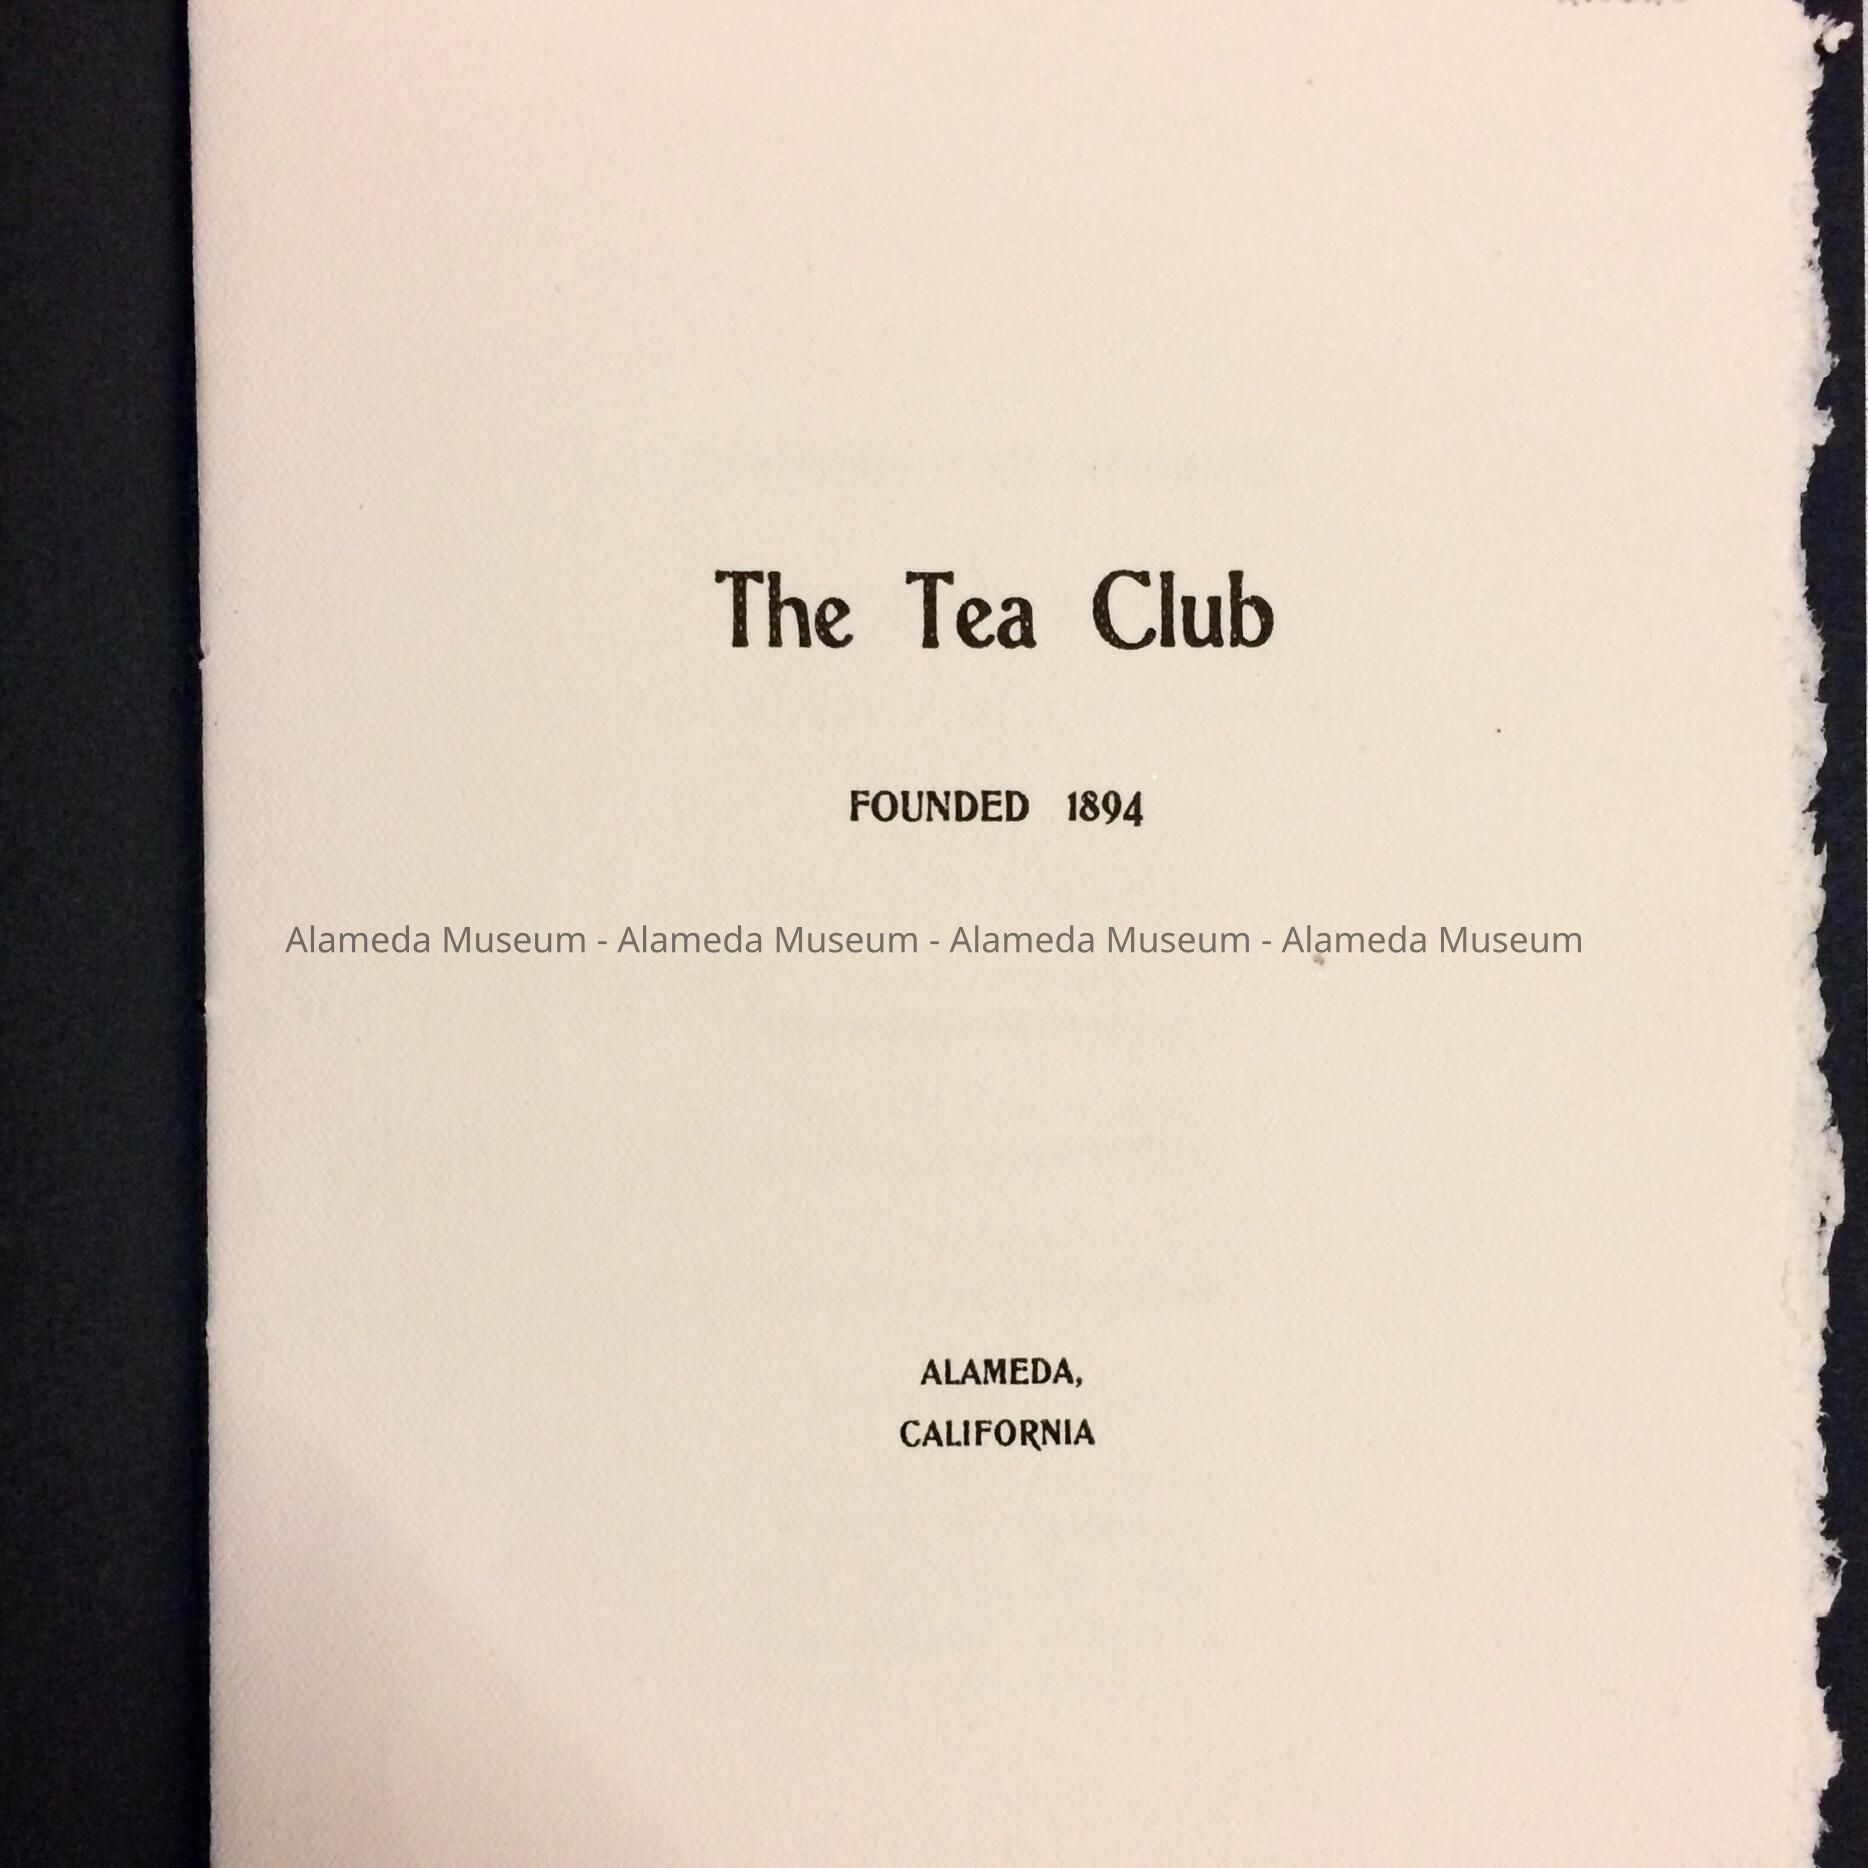 The Tea Club
FOUNDED 1894
Alameda Museum - Alameda Museum - Alameda Museum - Alameda Museum
ALAMEDA,
CALIFORNIA